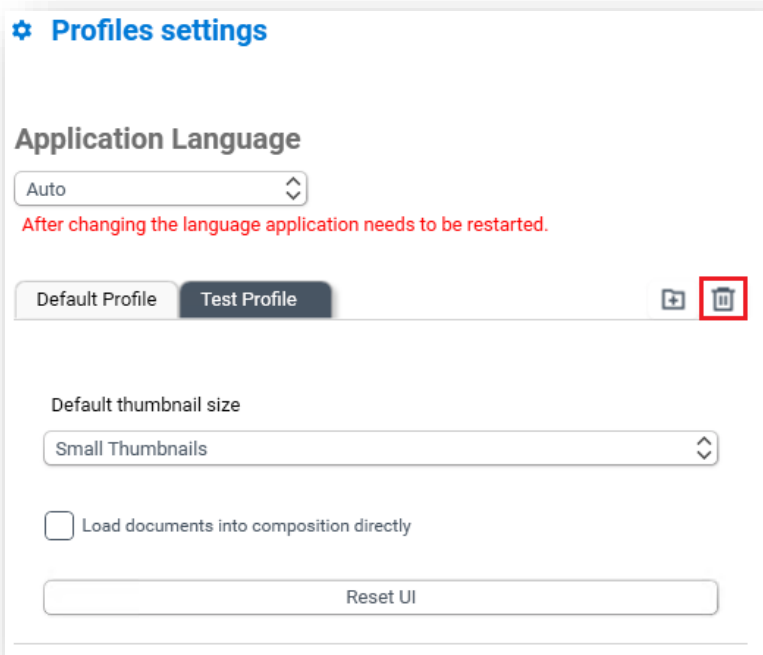 Profiles settings
Application Language
Auto
After changing the language application needs to be restarted.
Default Profile Test Profile
Default thumbnail size
Small Thumbnails
Load documents into composition directly
Reset UI